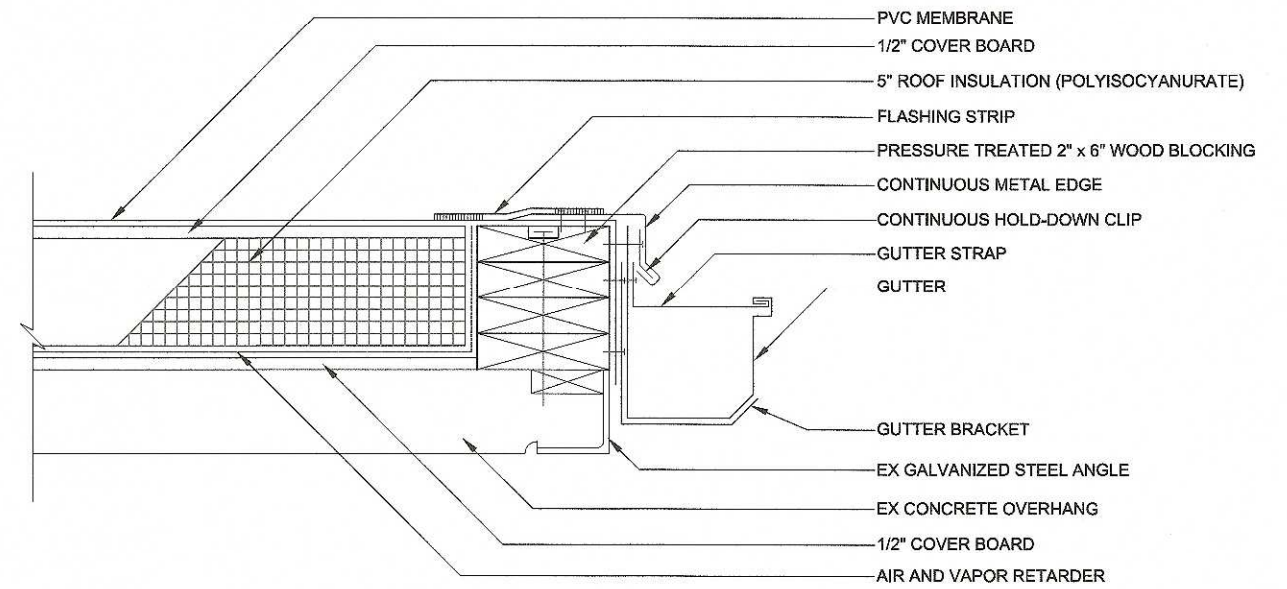 PVC MEMBRANE
1/2" COVER BOARD
5" ROOF INSULATION (POLYISOCYANURATE)
FLASHING STRIP
PRESSURE TREATED 2" x 6" WOOD BLOCKING
CONTINUOUS METAL EDGE
CONTINUOUS HOLD-DOWN CLIP
GUTTER STRAP
GUTTER
GUTTER BRACKET
EX GALVANIZED STEEL ANGLE
EX CONCRETE OVERHANG
1/2" COVER BOARD
AIR AND VAPOR RETARDER